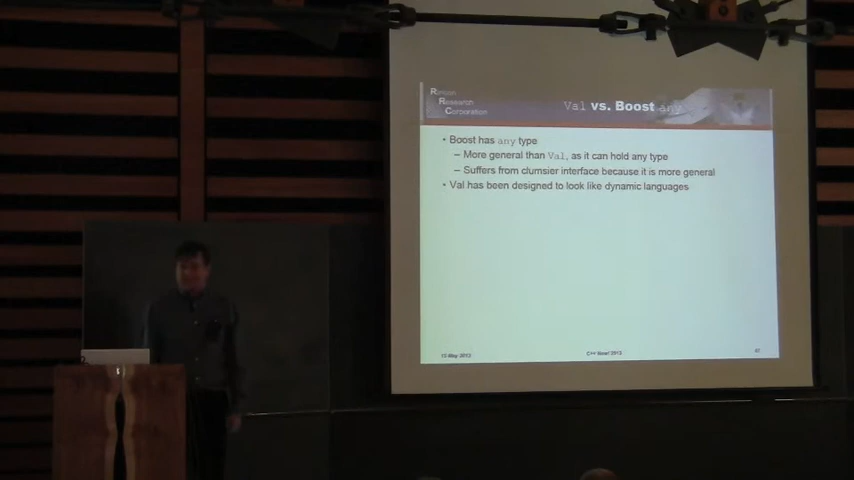 Rincon
Research
Corporation
Val vs. Boost any
• Boost has any type
– More general than Val, as it can hold any type
– Suffers from clumsier interface because it is more general
• Val has been designed to look like dynamic languages
C++ Now! 2013